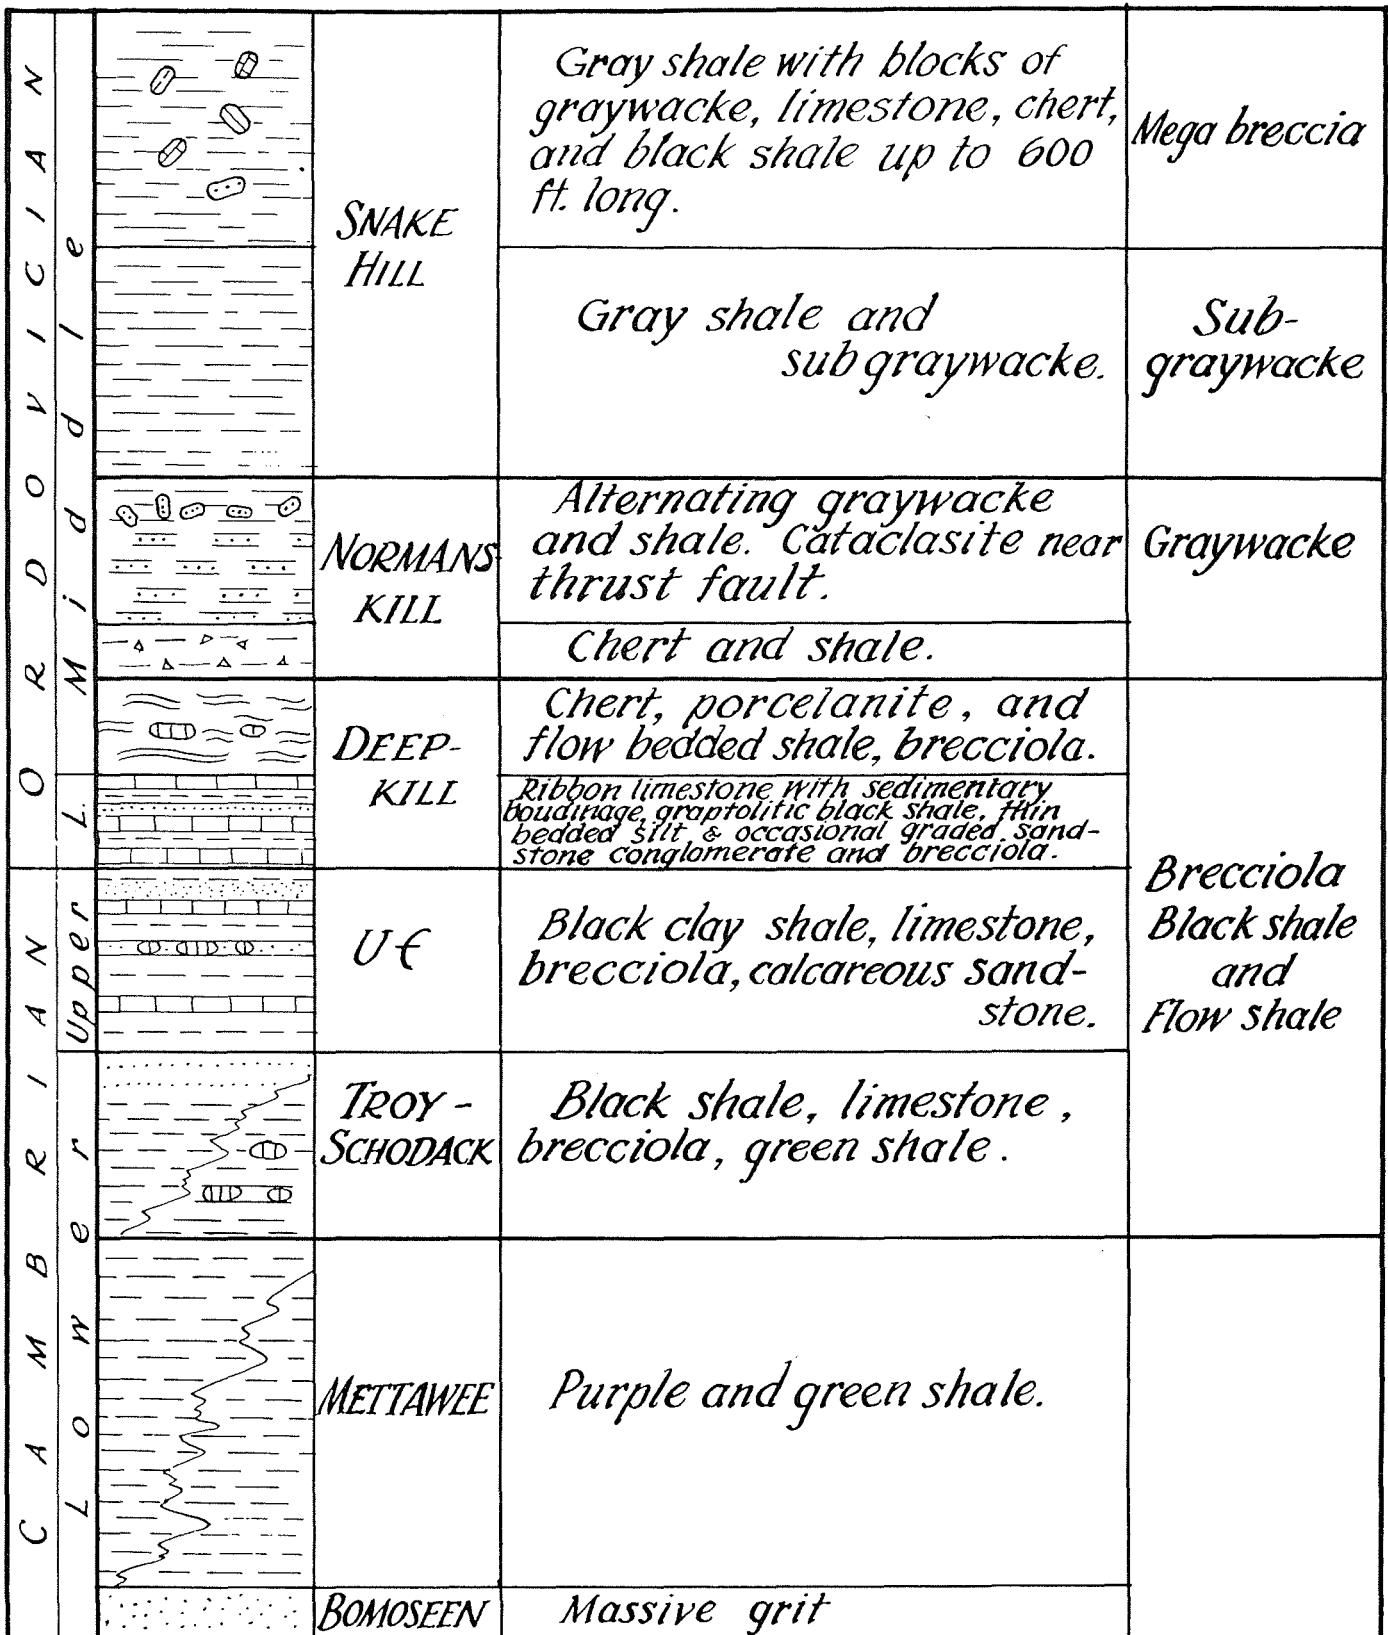 ORDOVICIAN
Middle
L.
CAMBRIAN
Upper
Lower
SNAKE
HILL
Gray shale with blocks of
graywacke, limestone, chert,
and black shale up to 600
ft. long.
Mega breccia
Gray shale and
subgraywacke.
Sub-
graywacke
NORMANS
KILL
Alternating graywacke
and shale. Cataclasite near
thrust fault.
Graywacke
Chert and shale.
DEEP-
KILL
Chert, porcelanite, and
flow bedded shale, brecciola.
Ribbon limestone with sedimentary
boudinage, graptolitic black shale, thin
bedded silt & occasional graded sand-
stone conglomerate and brecciola.
Brecciola
Black shale
and
Flow shale
U Є
Black clay shale, limestone,
brecciola, calcareous sand-
stone.
TROY -
SCHODACK
Black shale, limestone,
brecciola, green shale.
METTAWEE
Purple and green shale.
BOMOSEEN
Massive grit